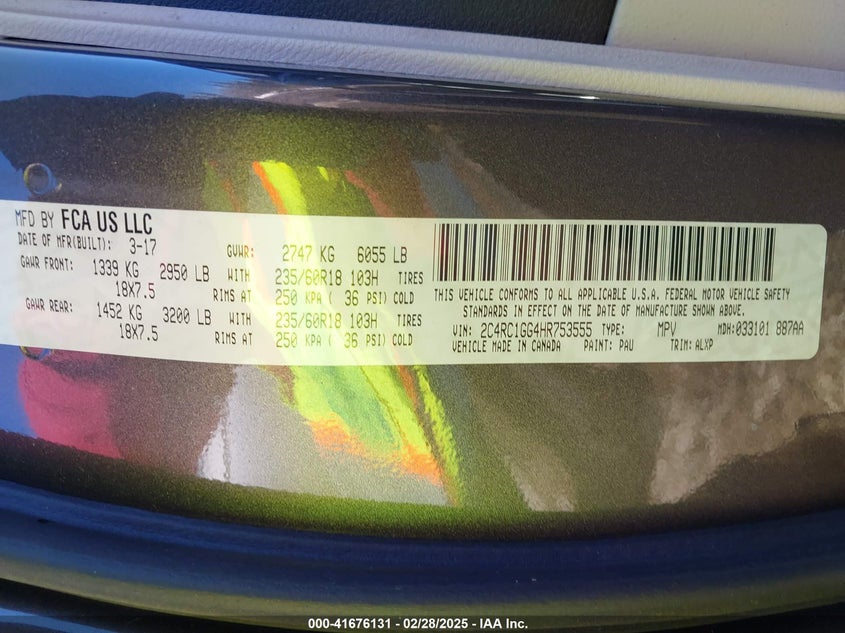 MFD BY FCA US LLC
DATE OF MFR(BUILT): 3-17 GVWR: 2747 KG 6055 LB
GAWR FRONT: 1339 KG 2950 LB WITH 235/60R18 103H TIRES
18X7.5 RIMS AT 250 KPA ( 36 PSI) COLD
GAWR REAR: 1452 KG 3200 LB WITH 235/60R18 103H TIRES
18X7.5 RIMS AT 250 KPA ( 36 PSI) COLD
THIS VEHICLE CONFORMS TO ALL APPLICABLE U.S.A. FEDERAL MOTOR VEHICLE SAFETY
STANDARDS IN EFFECT ON THE DATE OF MANUFACTURE SHOWN ABOVE.
VIN: 2C4RC1GG4HR753555 TYPE: MPV MDH:033101 887AA
VEHICLE MADE IN CANADA PAINT: PAU TRIM: ALXP
000-41676131 - 02/28/2025 - IAA Inc.